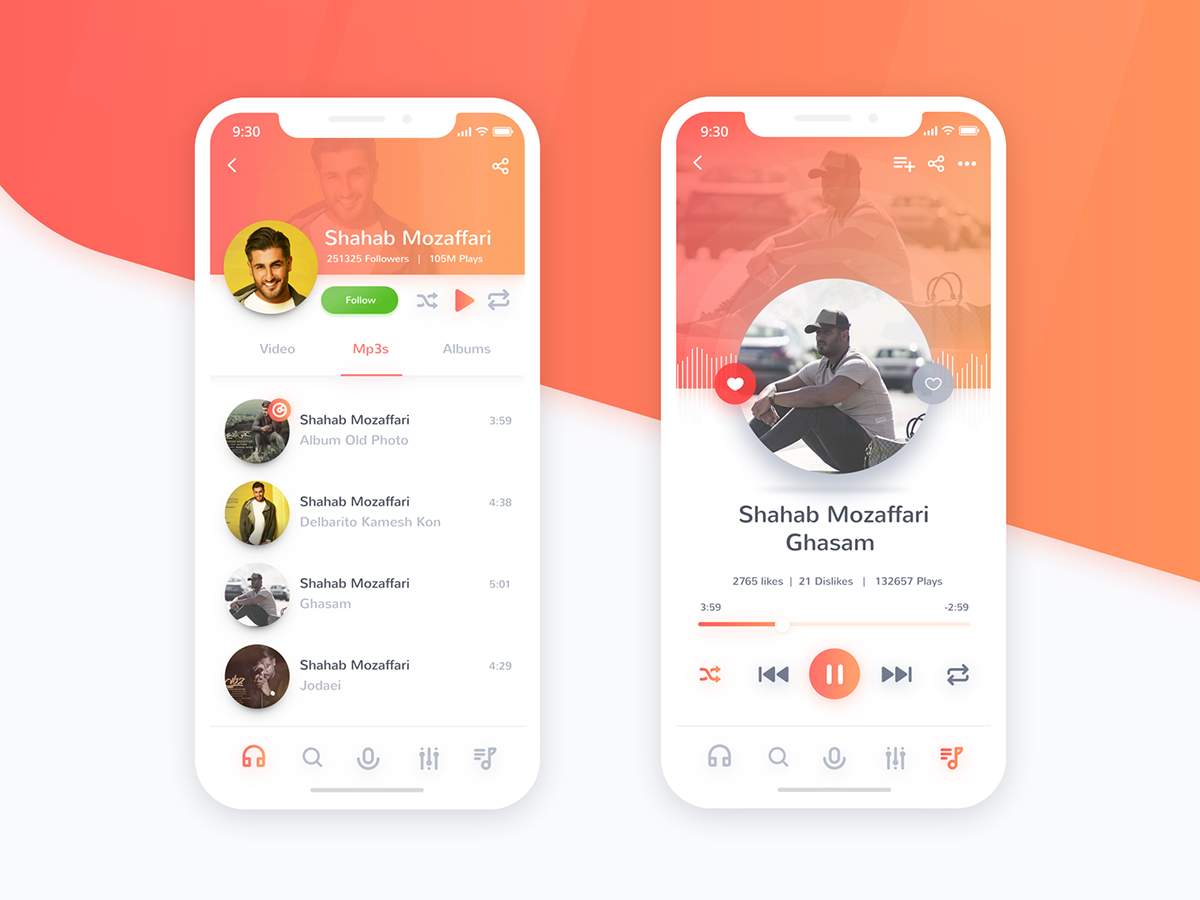 9:30
Shahab Mozaffari
251325 Followers | 105M Plays
Follow
Video Mp3s Albums
Shahab Mozaffari 3:59
Album Old Photo
Shahab Mozaffari 4:38
Delbarito Kamesh Kon
Shahab Mozaffari 5:01
Ghasam
Shahab Mozaffari 4:29
Jodaei
9:30
Shahab Mozaffari
Ghasam
2765 likes | 21 Dislikes | 132657 Plays
3:59 -2:59